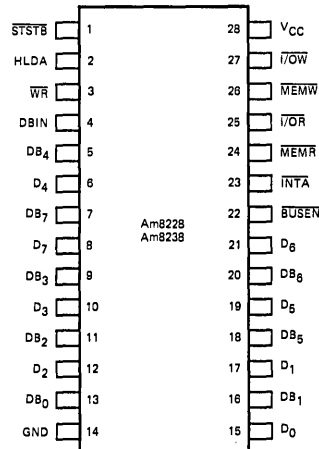 STSTB 1 28 VCC
HLDA 2 27 I/OW
WR 3 26 MEMW
DBIN 4 25 I/OR
DB4 5 24 MEMR
D4 6 23 INTA
DB7 7 22 BUSEN
Am8228
Am8238
D7 8 21 D6
DB3 9 20 DB6
D3 10 19 D5
DB2 11 18 DB5
D2 12 17 D1
DB0 13 16 DB1
GND 14 15 D0